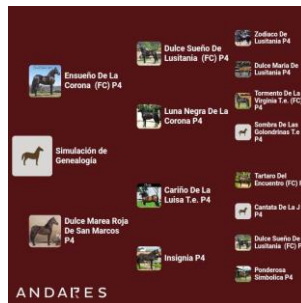 Zodiaco De
Lusitania P4
Dulce Sueño De
Lusitania (FC) P4
Dulce Maria De
Lusitania P4
Ensueño De La
Corona (FC) P4
Tormento De La
Virginia T.e. (FC)
P4
Luna Negra De La
Corona P4
Sombra De Las
Golondrinas T.e
P4
Simulación de
Genealogía
Tartaro Del
Encuentro (FC)
Cariño De La
Luisa T.e. P4
Cantata De La J
P4
Dulce Marea Roja
De San Marcos
P4
Dulce Sueño De
Lusitania (FC) P
Insignia P4
Ponderosa
Simbolica P4
ANDARES